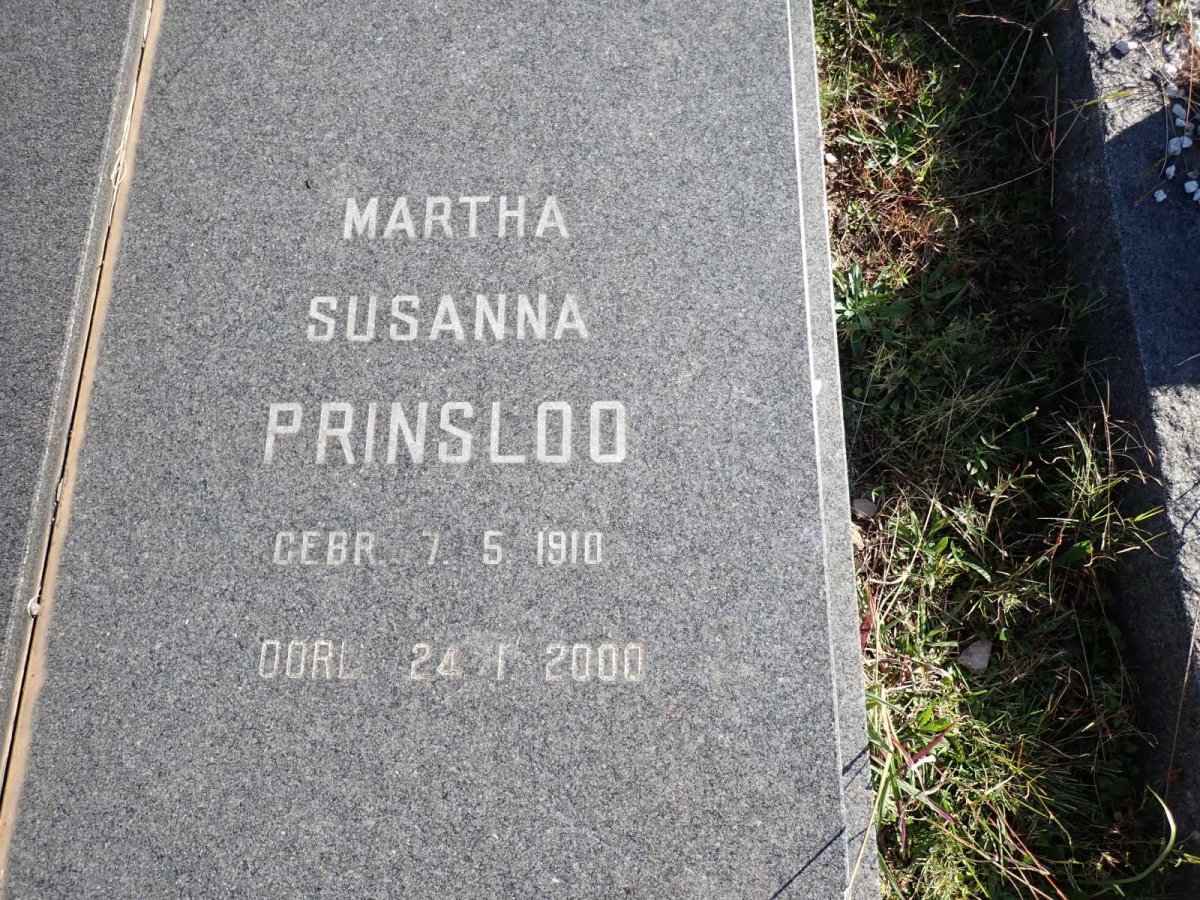 MARTHA
SUSANNA
PRINSLOO
GEBR. 7. 5 1910
OORL. 24. 1. 2000